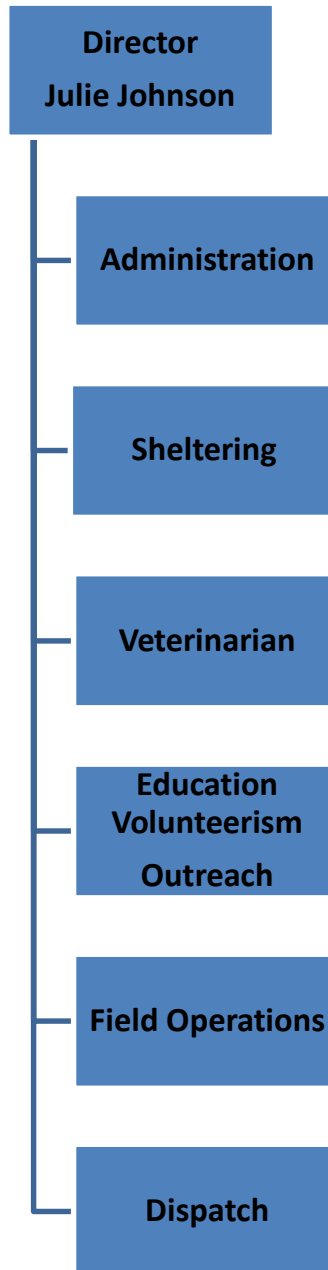 Director
Julie Johnson
Administration
Sheltering
Veterinarian
Education
Volunteerism
Outreach
Field Operations
Dispatch